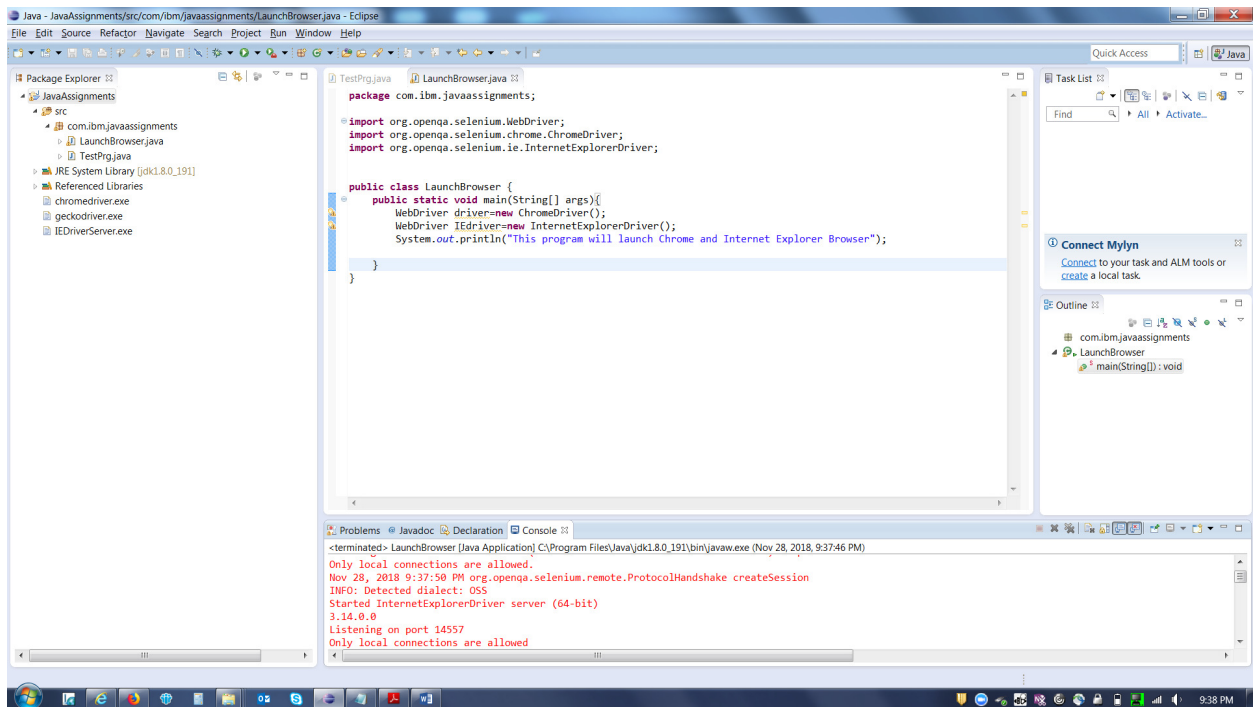 Java - JavaAssignments/src/com/ibm/javaassignments/LaunchBrowser.java - Eclipse
File Edit Source Refactor Navigate Search Project Run Window Help
Quick Access
Java
Package Explorer
JavaAssignments
src
com.ibm.javaassignments
LaunchBrowser.java
TestPrg.java
JRE System Library [jdk1.8.0_191]
Referenced Libraries
chromedriver.exe
geckodriver.exe
IEDriverServer.exe
TestPrg.java LaunchBrowser.java
package com.ibm.javaassignments;
import org.openqa.selenium.WebDriver;
import org.openqa.selenium.chrome.ChromeDriver;
import org.openqa.selenium.ie.InternetExplorerDriver;
public class LaunchBrowser {
public static void main(String[] args){
WebDriver driver=new ChromeDriver();
WebDriver IEdriver=new InternetExplorerDriver();
System.out.println("This program will launch Chrome and Internet Explorer Browser");
}
}
Task List
Find All Activate...
Connect Mylyn
Connect to your task and ALM tools or
create a local task.
Outline
com.ibm.javaassignments
LaunchBrowser
main(String[]) : void
Problems Javadoc Declaration Console
<terminated> LaunchBrowser [Java Application] C:\Program Files\Java\jdk1.8.0_191\bin\javaw.exe (Nov 28, 2018, 9:37:46 PM)
Only local connections are allowed.
Nov 28, 2018 9:37:50 PM org.openqa.selenium.remote.ProtocolHandshake createSession
INFO: Detected dialect: OSS
Started InternetExplorerDriver server (64-bit)
3.14.0.0
Listening on port 14557
Only local connections are allowed
9:38 PM